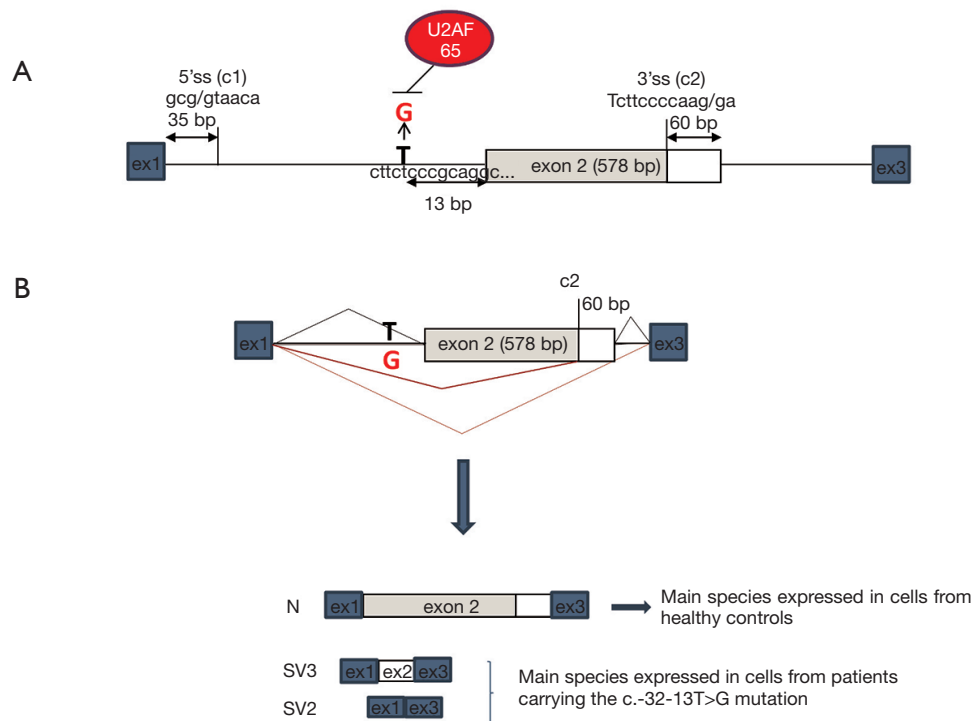 A
U2AF
65
5'ss (c1)
gcg/gtaaca
35 bp
G
T
3'ss (c2)
Tcttccccaag/ga
60 bp
ex1
cttctcccgcaggc...
exon 2 (578 bp)
ex3
13 bp
B
c2
60 bp
T
ex1
G
exon 2 (578 bp)
ex3
N
ex1
exon 2
ex3
Main species expressed in cells from
healthy controls
SV3
ex1
ex2
ex3
SV2
ex1
ex3
Main species expressed in cells from patients
carrying the c.-32-13T>G mutation